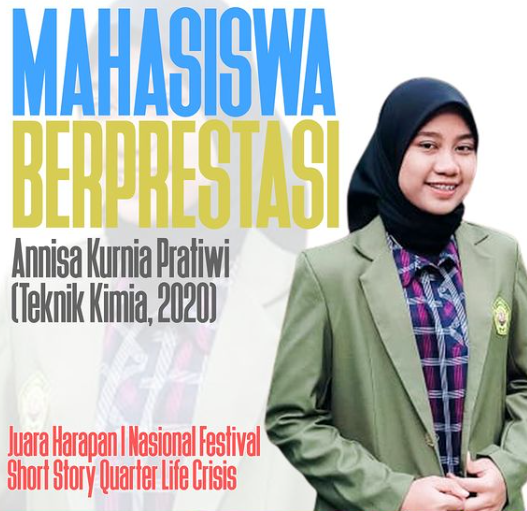 MAHASISWA
BERPRESTASI
Annisa Kurnia Pratiwi
(Teknik Kimia, 2020)
Juara Harapan I Nasional Festival
Short Story Quarter Life Crisis